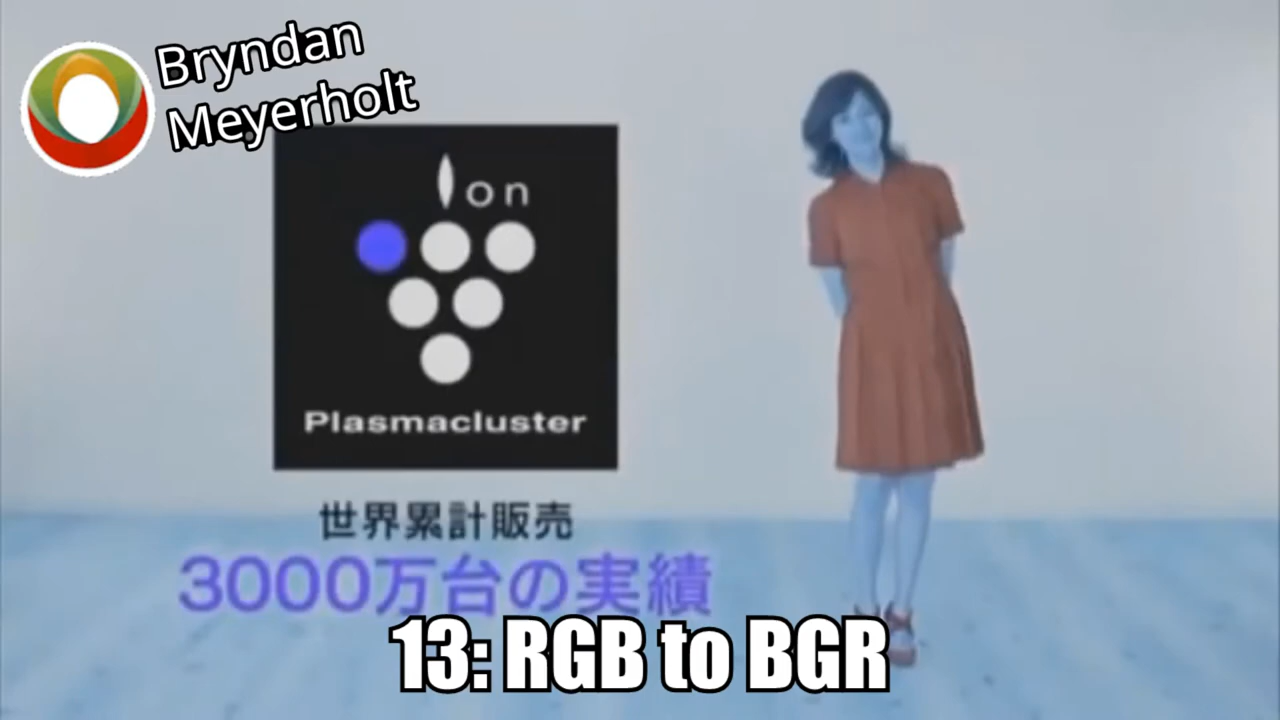 Bryndan
Meyerholt
Ion
Plasmacluster
世界累計販売
3000万台の実績
13: RGB to BGR